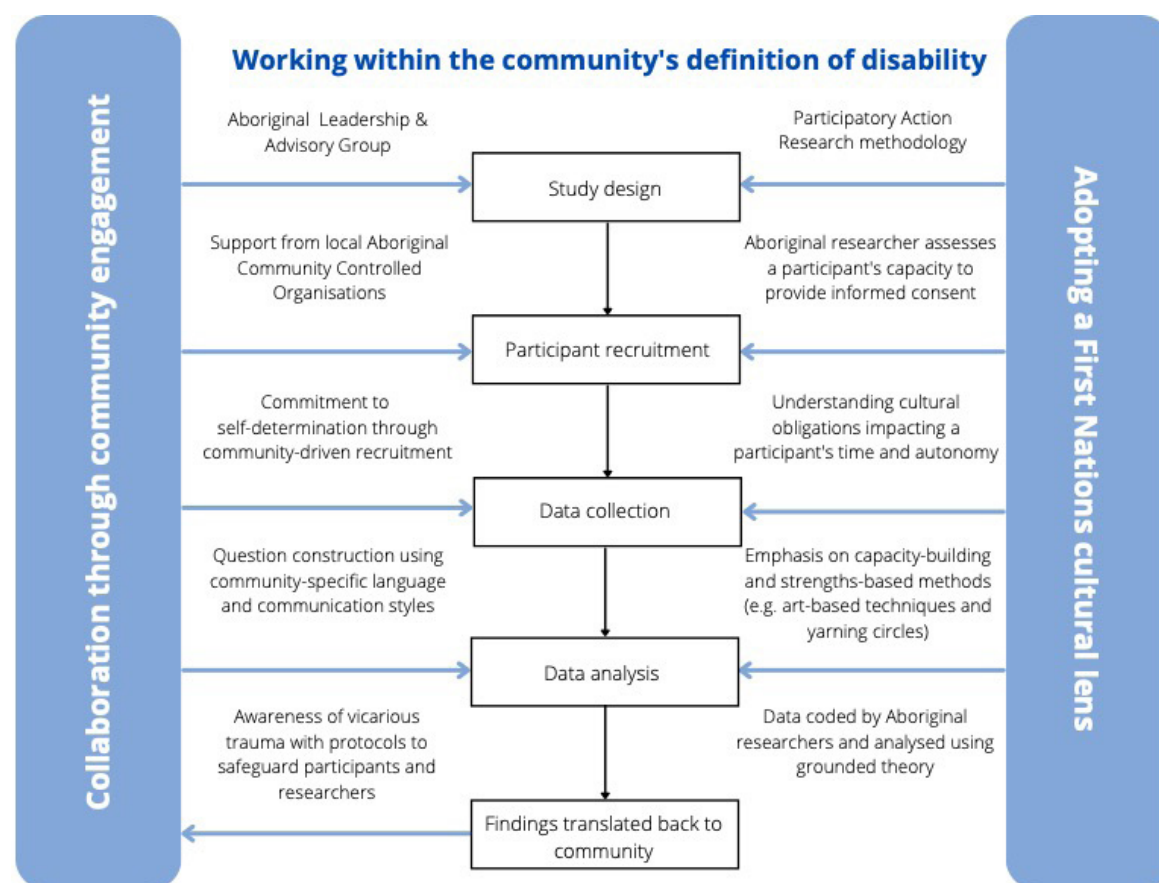 Working within the community's definition of disability
Collaboration through community engagement
Adopting a First Nations cultural lens
Aboriginal Leadership &
Advisory Group
Participatory Action
Research methodology
Study design
Support from local Aboriginal
Community Controlled
Organisations
Aboriginal researcher assesses
a participant's capacity to
provide informed consent
Participant recruitment
Commitment to
self-determination through
community-driven recruitment
Understanding cultural
obligations impacting a
participant's time and autonomy
Data collection
Question construction using
community-specific language
and communication styles
Emphasis on capacity-building
and strengths-based methods
(e.g. art-based techniques and
yarning circles)
Data analysis
Awareness of vicarious
trauma with protocols to
safeguard participants and
researchers
Data coded by Aboriginal
researchers and analysed using
grounded theory
Findings translated back to
community